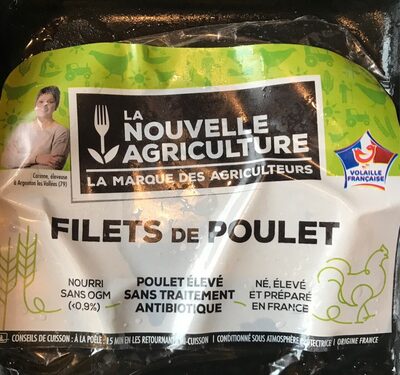 LA
NOUVELLE
AGRICULTURE
LA MARQUE DES AGRICULTEURS
Corinne, éleveuse
à Argenton les Vallées (79)
VOLAILLE
FRANÇAISE
FILETS DE POULET
NOURRI
SANS OGM
(<0,9%)
POULET ÉLEVÉ
SANS TRAITEMENT
ANTIBIOTIQUE
NÉ, ÉLEVÉ
ET PRÉPARÉ
EN FRANCE
CONSEILS DE CUISSON : À LA POÊLE : 15 MIN EN LES RETOURNANT CUISSON | CONDITIONNÉ SOUS ATMOSPHÈRE PROTECTRICE | ORIGINE FRANCE